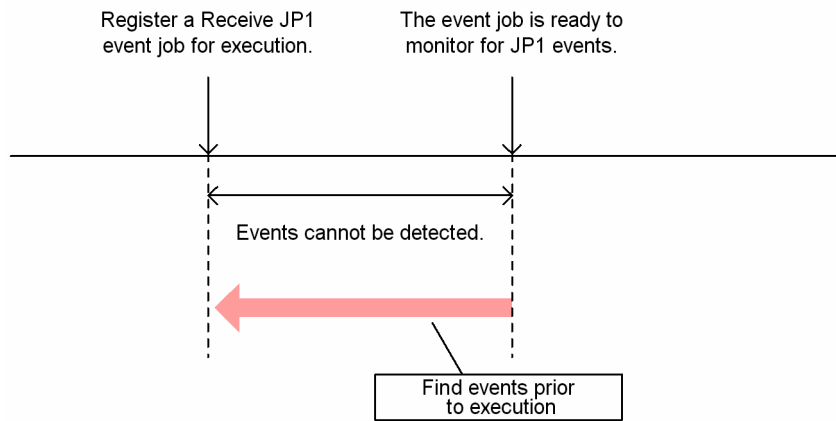 Register a Receive JP1
event job for execution.
The event job is ready to
monitor for JP1 events.
Events cannot be detected.
Find events prior
to execution